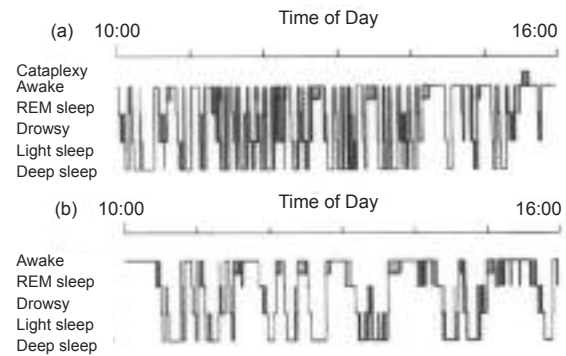 (a)
Time of Day
10:00
16:00
Cataplexy
Awake
REM sleep
Drowsy
Light sleep
Deep sleep
(b)
10:00
Time of Day
16:00
Awake
REM sleep
Drowsy
Light sleep
Deep sleep